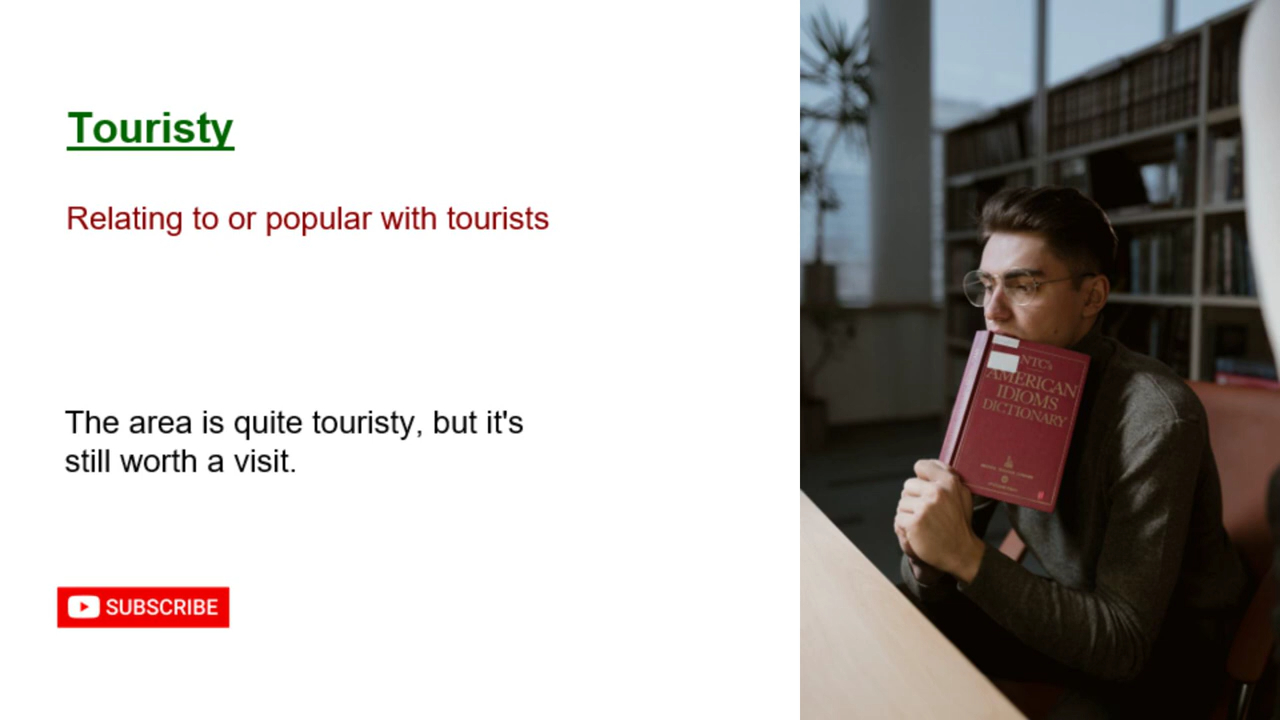 Touristy
Relating to or popular with tourists
The area is quite touristy, but it's
still worth a visit.
SUBSCRIBE
NTC's
AMERICAN
IDIOMS
DICTIONARY